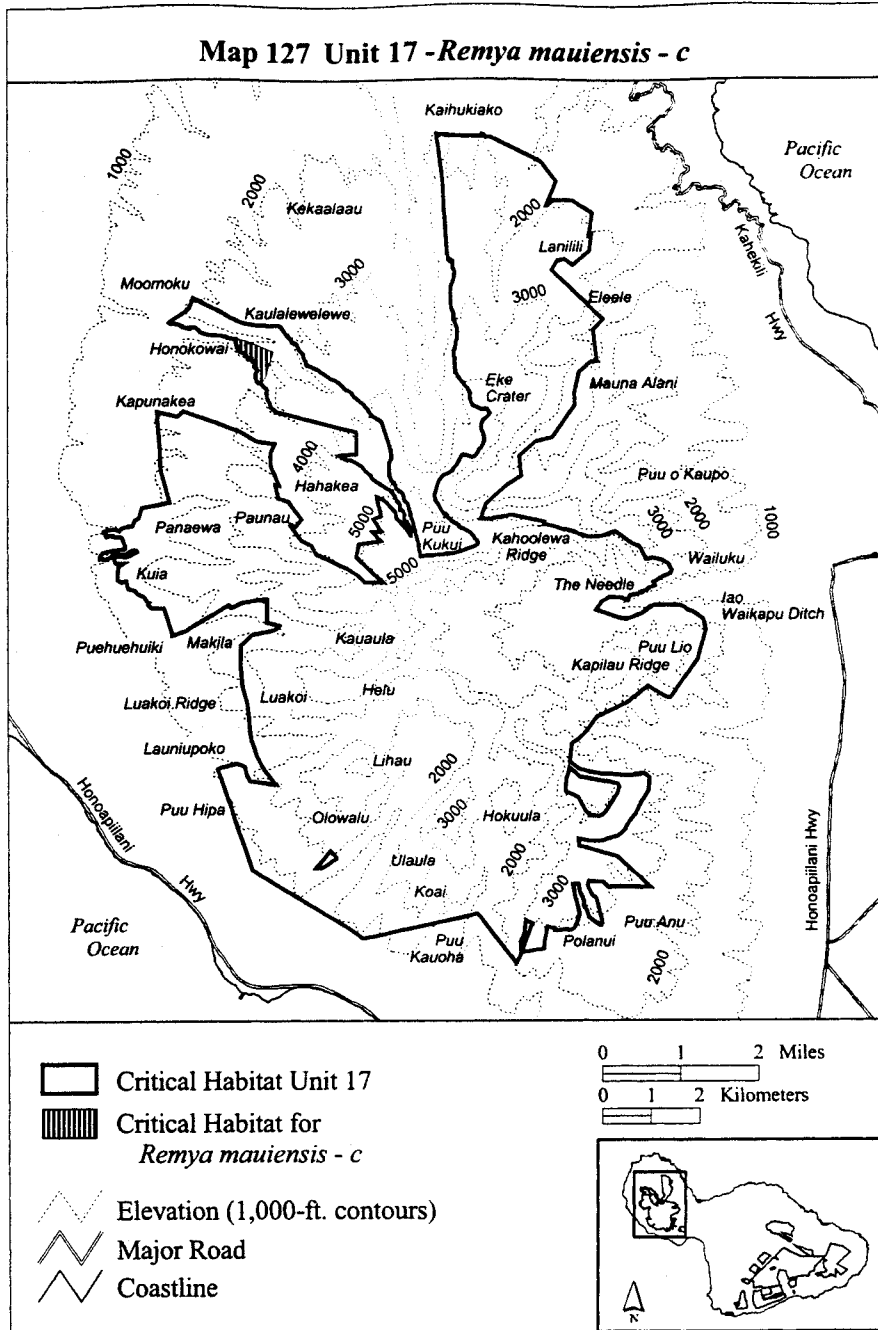 Map 127 Unit 17 - Remya mauiensis - c
Kaihukiako
Pacific
Ocean
1000
2000
Kekaalaau
2000
Lanilili
Kahekili
Hwy
3000
3000
Eleele
Moomoku
Kaulalewelewe
Honokowai
Eke
Crater
Mauna Alani
Kapunakea
4000
Hahakea
Puu o Kaupo
3000
2000
1000
Panaewa
Paunau
5000
Puu
Kukui
Kahoolewa
Ridge
Wailuku
5000
Kuia
The Needle
Iao
Waikapu Ditch
Puehuehuiki
Makila
Kauaula
Puu Lio
Kapilau Ridge
Luakoi Ridge
Luakoi
Helu
Launiupoko
Lihau
2000
Puu Hipa
Olowalu
3000
Hokuula
Honoapiilani
Hwy
Ulaula
2000
Koai
3000
Honoapiilani Hwy
Pacific
Ocean
Puu
Kauoha
Polanui
Puu Anu
2000
Critical Habitat Unit 17
Critical Habitat for
Remya mauiensis - c
Elevation (1,000-ft. contours)
Major Road
Coastline
0 1 2 Miles
0 1 2 Kilometers
N